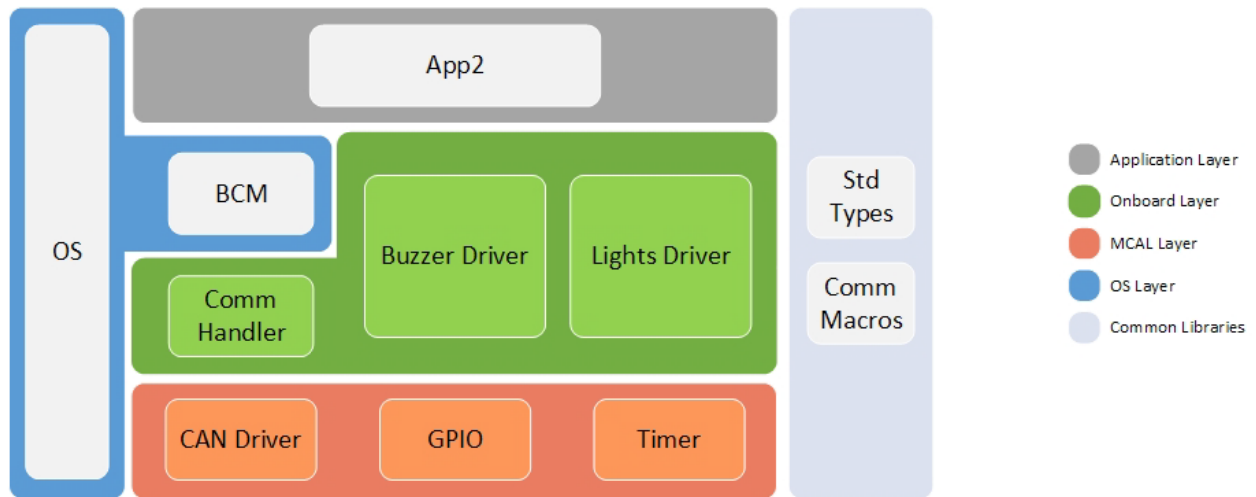 App2
OS
BCM
Buzzer Driver
Lights Driver
Comm
Handler
CAN Driver
GPIO
Timer
Std
Types
Comm
Macros
Application Layer
Onboard Layer
MCAL Layer
OS Layer
Common Libraries